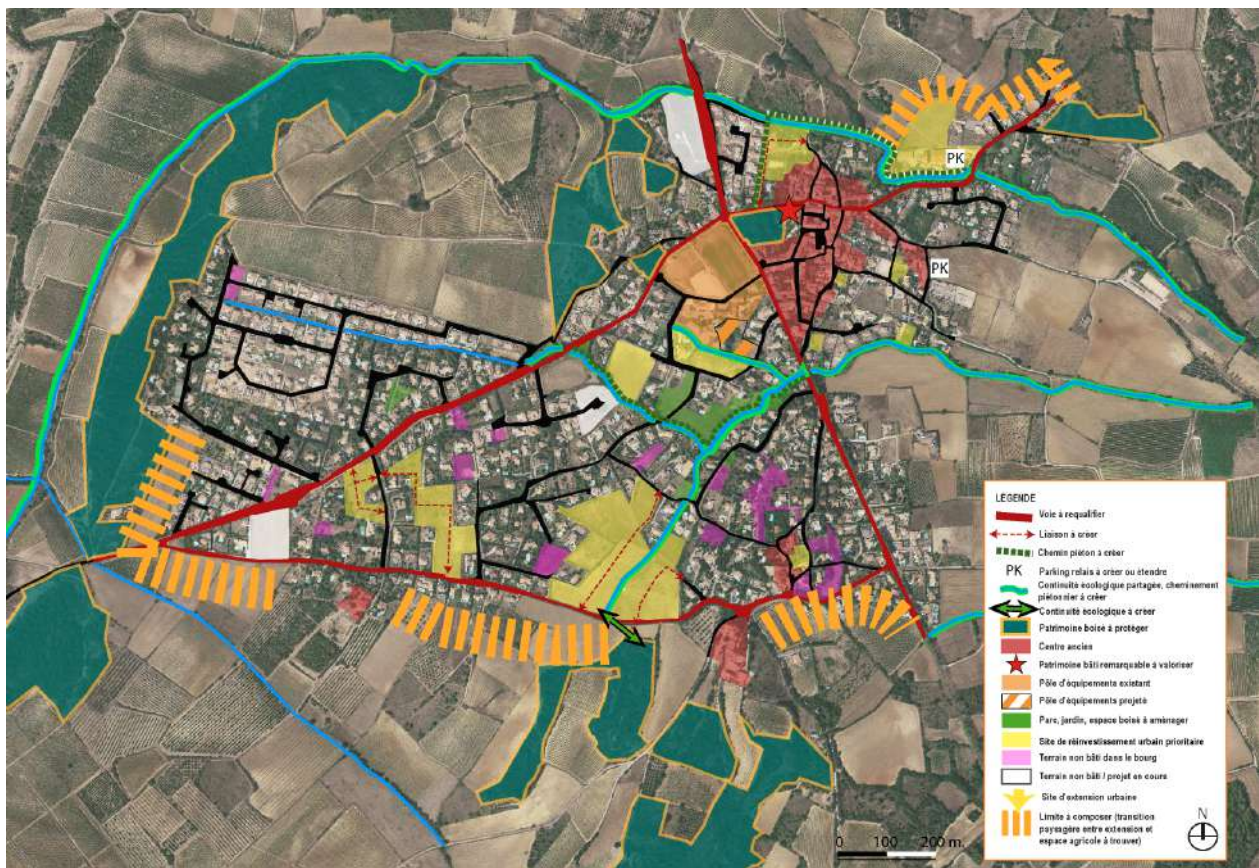 PK
PK
LÉGENDE
Voie à requalifier
Liaison à créer
Chemin piéton à créer
PK Parking relais à créer ou étendre
Continuité écologique partagée, cheminement
piétonnier à créer
Continuité écologique à créer
Patrimoine boisé à protéger
Centre ancien
Patrimoine bâti remarquable à valoriser
Pôle d'équipements existant
Pôle d'équipements projeté
Parc, jardin, espace boisé à aménager
Site de réinvestissement urbain prioritaire
Terrain non bâti dans le bourg
Terrain non bâti / projet en cours
Site d'extension urbaine
Limite à composer (transition
paysagère entre extension et
espace agricole à trouver)
N
0 100 200 m.